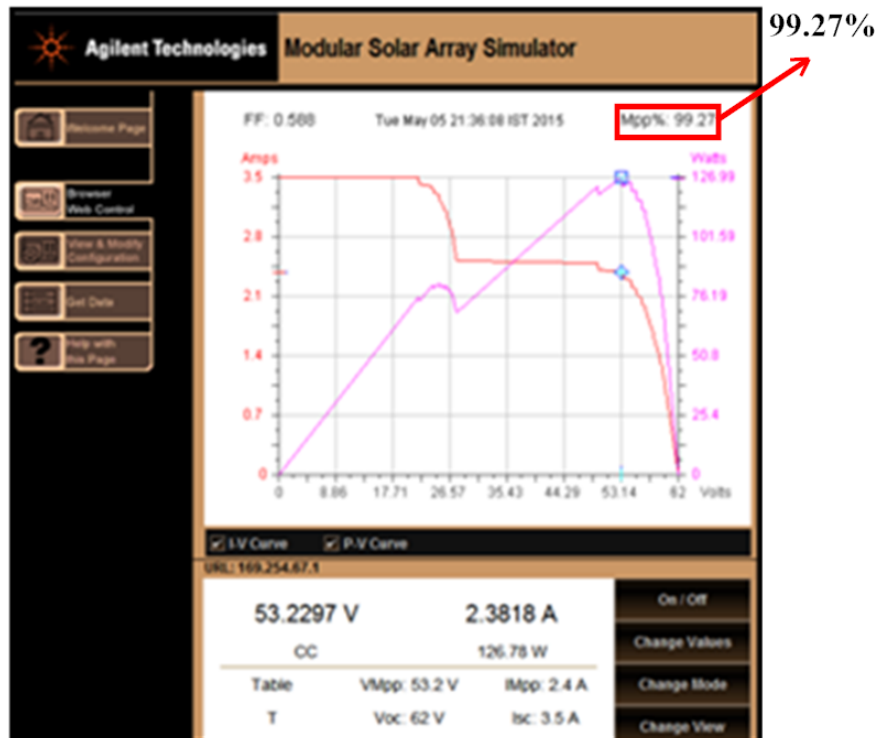 99.27%
Agilent Technologies
Modular Solar Array Simulator
Welcome Page
Browser
Web Control
View & Modify
Configuration
Get Data
Help with
this Page
FF: 0.588 Tue May 05 21:36:08 IST 2015 Mpp%: 99.27
Amps Watts
3.5 126.99
2.8 101.59
2.1 76.19
1.4 50.8
0.7 25.4
0 0
0 8.86 17.71 26.57 35.43 44.29 53.14 62 Volts
I-V Curve P-V Curve
URL: 169.254.67.1
53.2297 V 2.3818 A
CC 126.78 W
Table VMpp: 53.2 V IMpp: 2.4 A
T Voc: 62 V Isc: 3.5 A
On / Off
Change Values
Change Mode
Change View